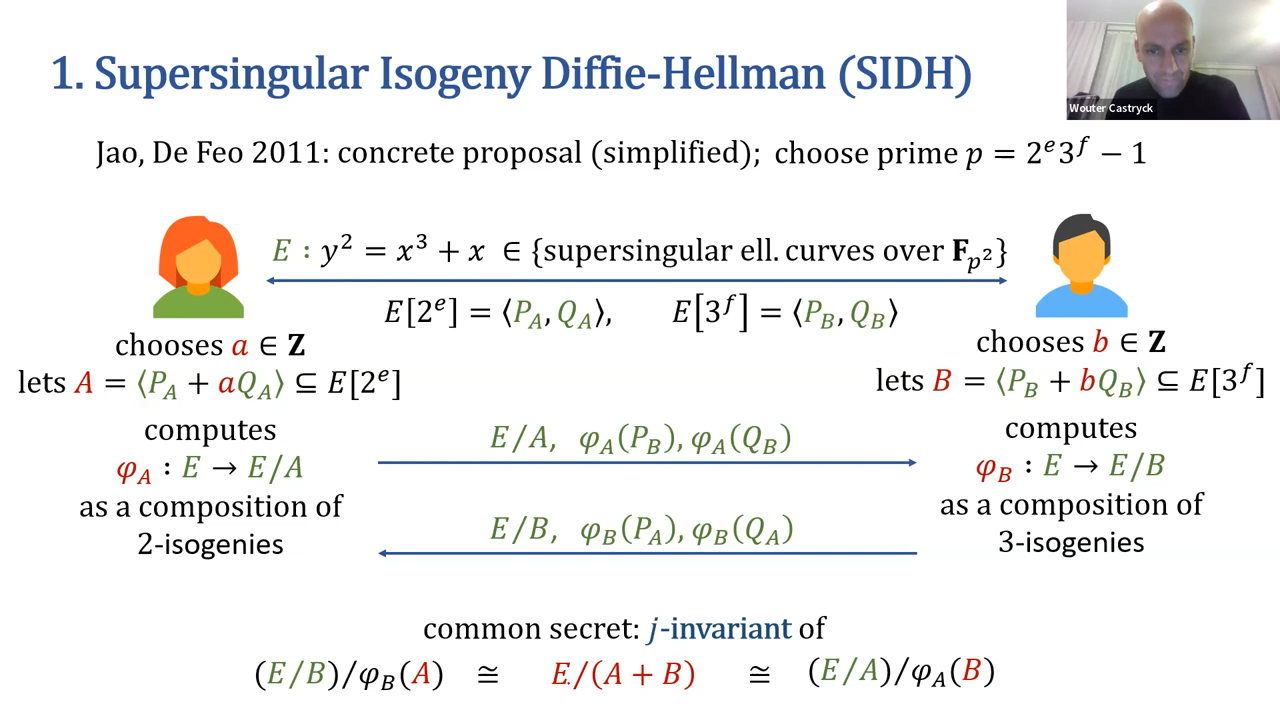 1. Supersingular Isogeny Diffie-Hellman (SIDH)
Wouter Castryck
Jao, De Feo 2011: concrete proposal (simplified); choose prime p = 2^e 3^f − 1
E : y² = x³ + x ∈ {supersingular ell. curves over F_{p²}}
E[2^e] = ⟨P_A, Q_A⟩, E[3^f] = ⟨P_B, Q_B⟩
chooses a ∈ Z
lets A = ⟨P_A + aQ_A⟩ ⊆ E[2^e]
computes
φ_A : E → E/A
as a composition of
2-isogenies
chooses b ∈ Z
lets B = ⟨P_B + bQ_B⟩ ⊆ E[3^f]
computes
φ_B : E → E/B
as a composition of
3-isogenies
E/A, φ_A(P_B), φ_A(Q_B)
E/B, φ_B(P_A), φ_B(Q_A)
common secret: j-invariant of
(E/B)/φ_B(A) ≅ E/(A + B) ≅ (E/A)/φ_A(B)